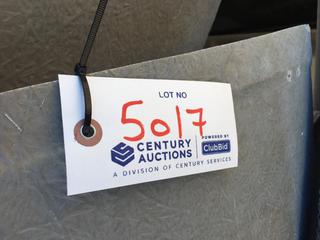 LOT NO
5017
CENTURY AUCTIONS
POWERED BY
ClubBid
A DIVISION OF CENTURY SERVICES